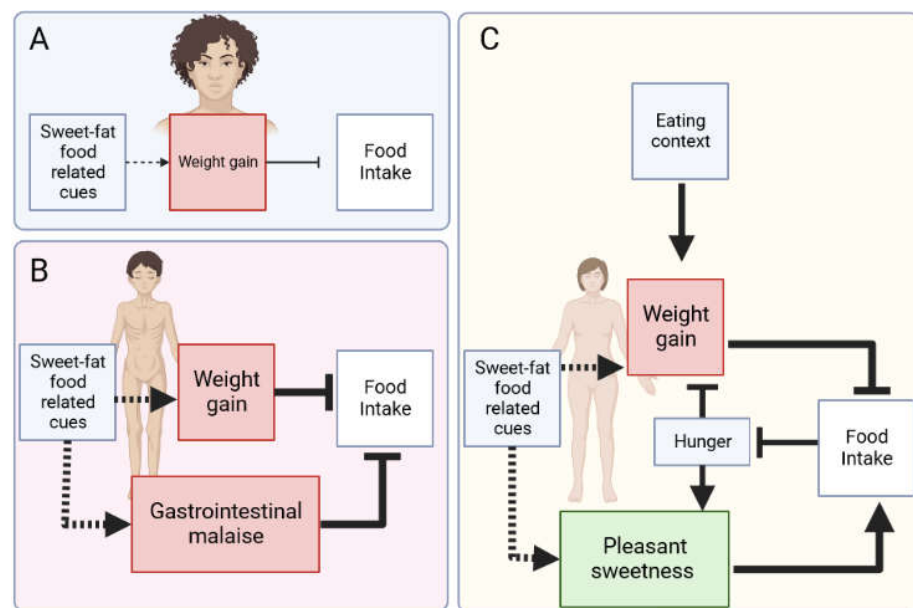 A
Sweet-fat
food
related
cues
Weight gain
Food
Intake
B
Sweet-fat
food
related
cues
Weight
gain
Food
Intake
Gastrointestinal
malaise
C
Eating
context
Weight
gain
Sweet-fat
food
related
cues
Hunger
Food
Intake
Pleasant
sweetness